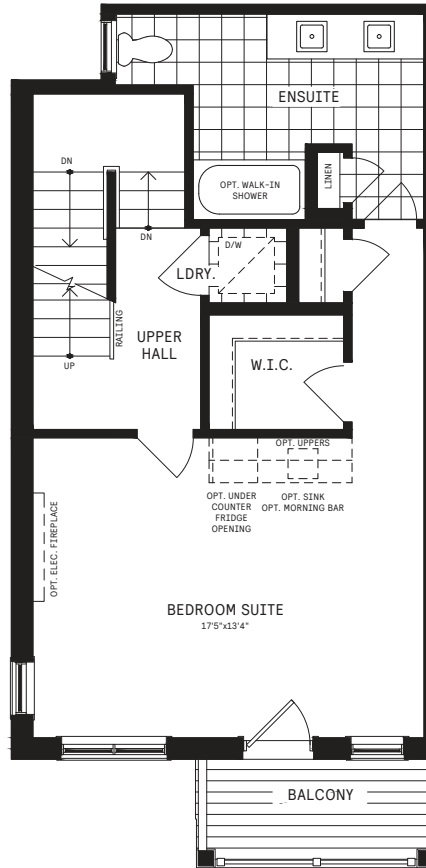 ENSUITE
DN
LINEN
OPT. WALK-IN
SHOWER
DN
D/W
LDRY.
RAILING
UPPER
HALL
UP
W.I.C.
OPT. UPPERS
OPT. UNDER
COUNTER
FRIDGE
OPENING
OPT. SINK
OPT. MORNING BAR
OPT. ELEC. FIREPLACE
BEDROOM SUITE
17'5"x13'4"
BALCONY